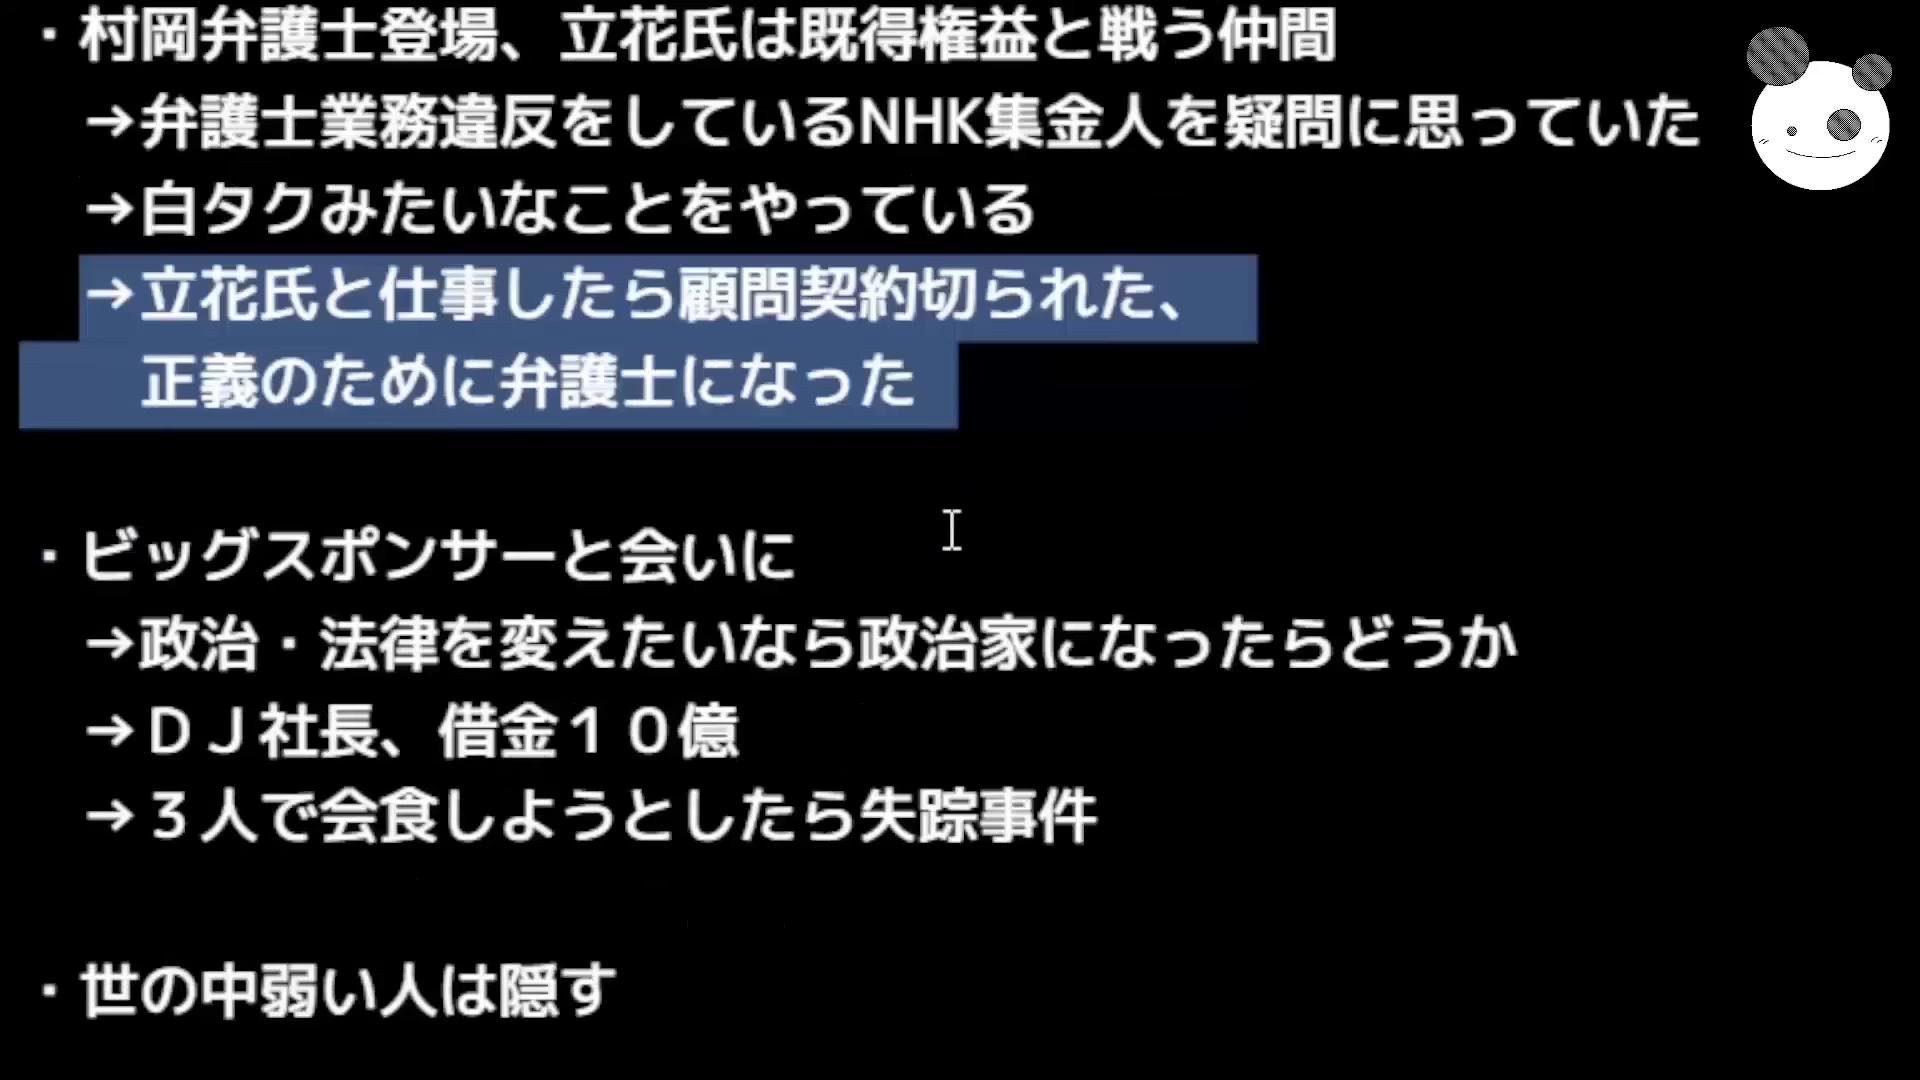 ・村岡弁護士登場、立花氏は既得権益と戦う仲間
→弁護士業務違反をしているNHK集金人を疑問に思っていた
→白タクみたいなことをやっている
→立花氏と仕事したら顧問契約切られた、
正義のために弁護士になった
・ビッグスポンサーと会いに
→政治・法律を変えたいなら政治家になったらどうか
→ＤＪ社長、借金１０億
→３人で会食しようとしたら失踪事件
・世の中弱い人は隠す